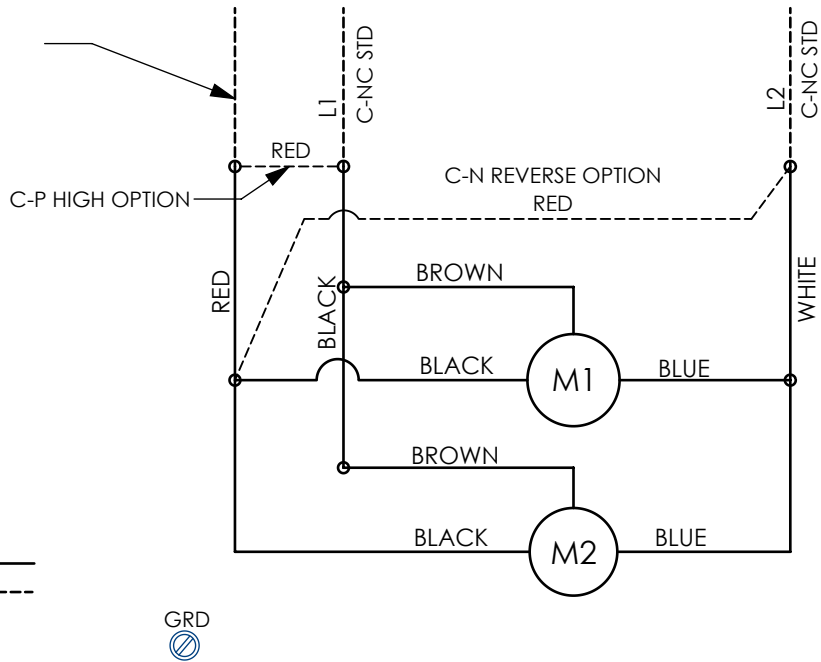 L1
C-NC STD
L2
C-NC STD
RED
C-P HIGH OPTION
C-N REVERSE OPTION
RED
RED
BLACK
BROWN
WHITE
BLACK
M1
BLUE
BROWN
BLACK
M2
BLUE
GRD